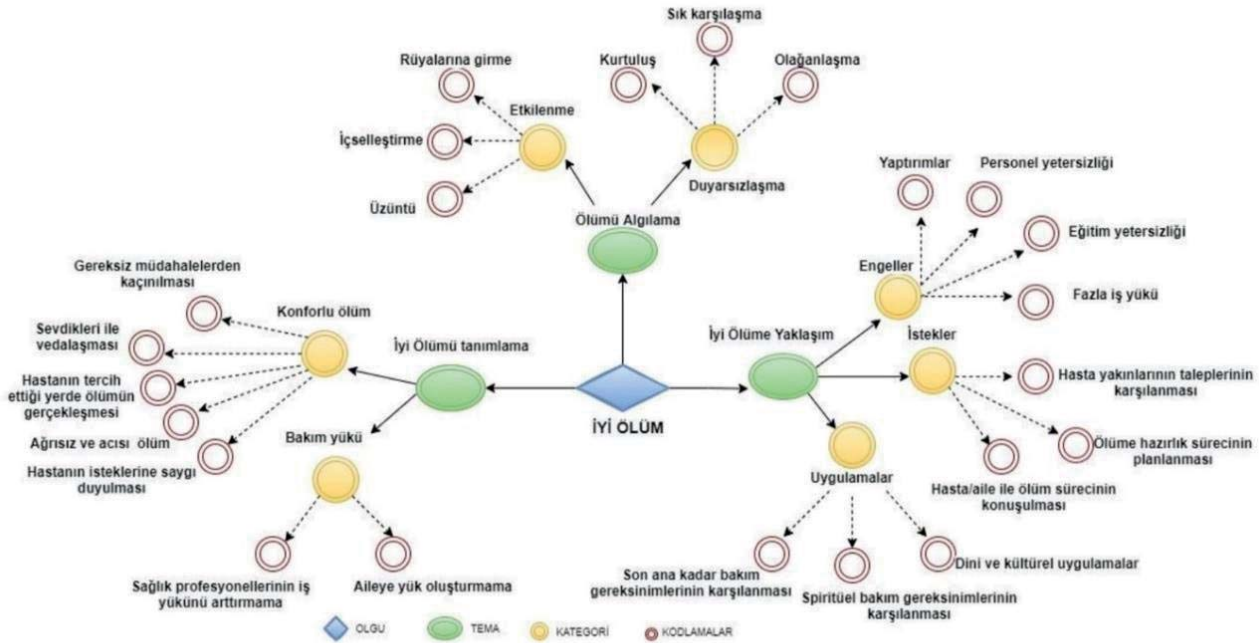 Sık karşılaşma
Rüyalarına girme
Kurtuluş
Olağanlaşma
Etkilenme
İçselleştirme
Üzüntü
Duyarsızlaşma
Ölümü Algılama
Yaptırımlar
Personel yetersizliği
Eğitim yetersizliği
Engeller
Fazla iş yükü
Gereksiz müdahalelerden
kaçınılması
Konforlu ölüm
Sevdikleri ile
vedalaşması
İyi Ölümü tanımlama
İyi Ölüme Yaklaşım
İstekler
Hastanın tercih
ettiği yerde ölümün
gerçekleşmesi
Hasta yakınlarının taleplerinin
karşılanması
Ağrısız ve acısı ölüm
Bakım yükü
İYİ ÖLÜM
Ölüme hazırlık sürecinin
planlanması
Hastanın isteklerine saygı
duyulması
Uygulamalar
Hasta/aile ile ölüm sürecinin
konuşulması
Sağlık profesyonellerinin iş
yükünü arttırmama
Aileye yük oluşturmama
Son ana kadar bakım
gereksinimlerinin karşılanması
Spiritüel bakım gereksinimlerinin
karşılanması
Dini ve kültürel uygulamalar
OLGU
TEMA
KATEGORİ
KODLAMALAR